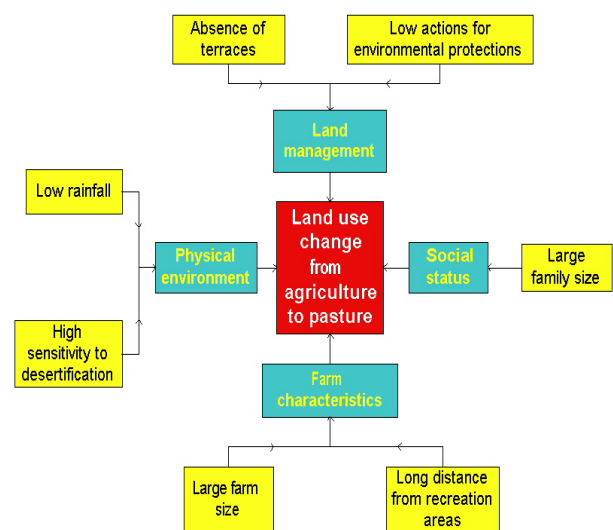 Absence of
terraces
Low actions for
environmental protections
Land
management
Low rainfall
Land use
change
from
agriculture
to pasture
Physical
environment
Social
status
Large
family size
High
sensitivity to
desertification
Farm
characteristics
Large farm
size
Long distance
from recreation
areas